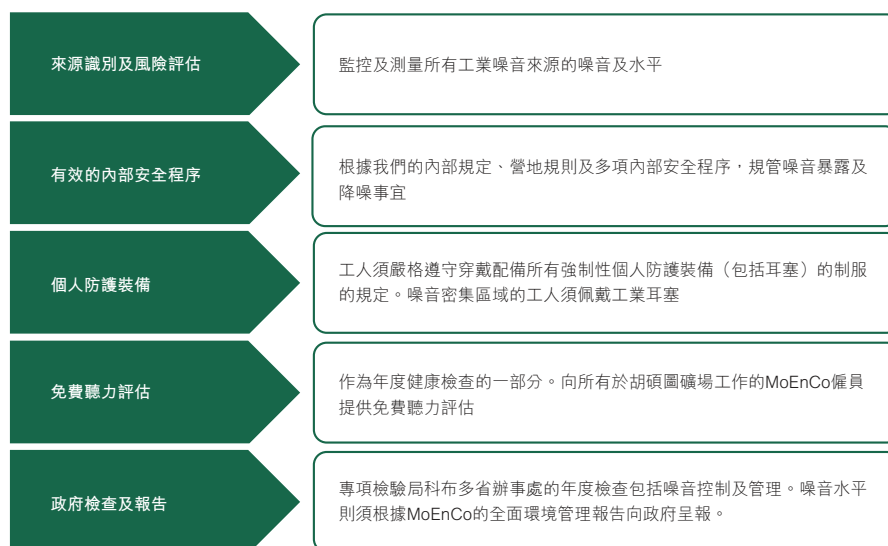 來源識別及風險評估
監控及測量所有工業噪音來源的噪音及水平
有效的內部安全程序
根據我們的內部規定、營地規則及多項內部安全程序，規管噪音暴露及
降噪事宜
個人防護裝備
工人須嚴格遵守穿戴配備所有強制性個人防護裝備（包括耳塞）的制服
的規定。噪音密集區域的工人須佩戴工業耳塞
免費聽力評估
作為年度健康檢查的一部分。向所有於胡碩圖礦場工作的MoEnCo僱員
提供免費聽力評估
政府檢查及報告
專項檢驗局科布多省辦事處的年度檢查包括噪音控制及管理。噪音水平
則須根據MoEnCo的全面環境管理報告向政府呈報。